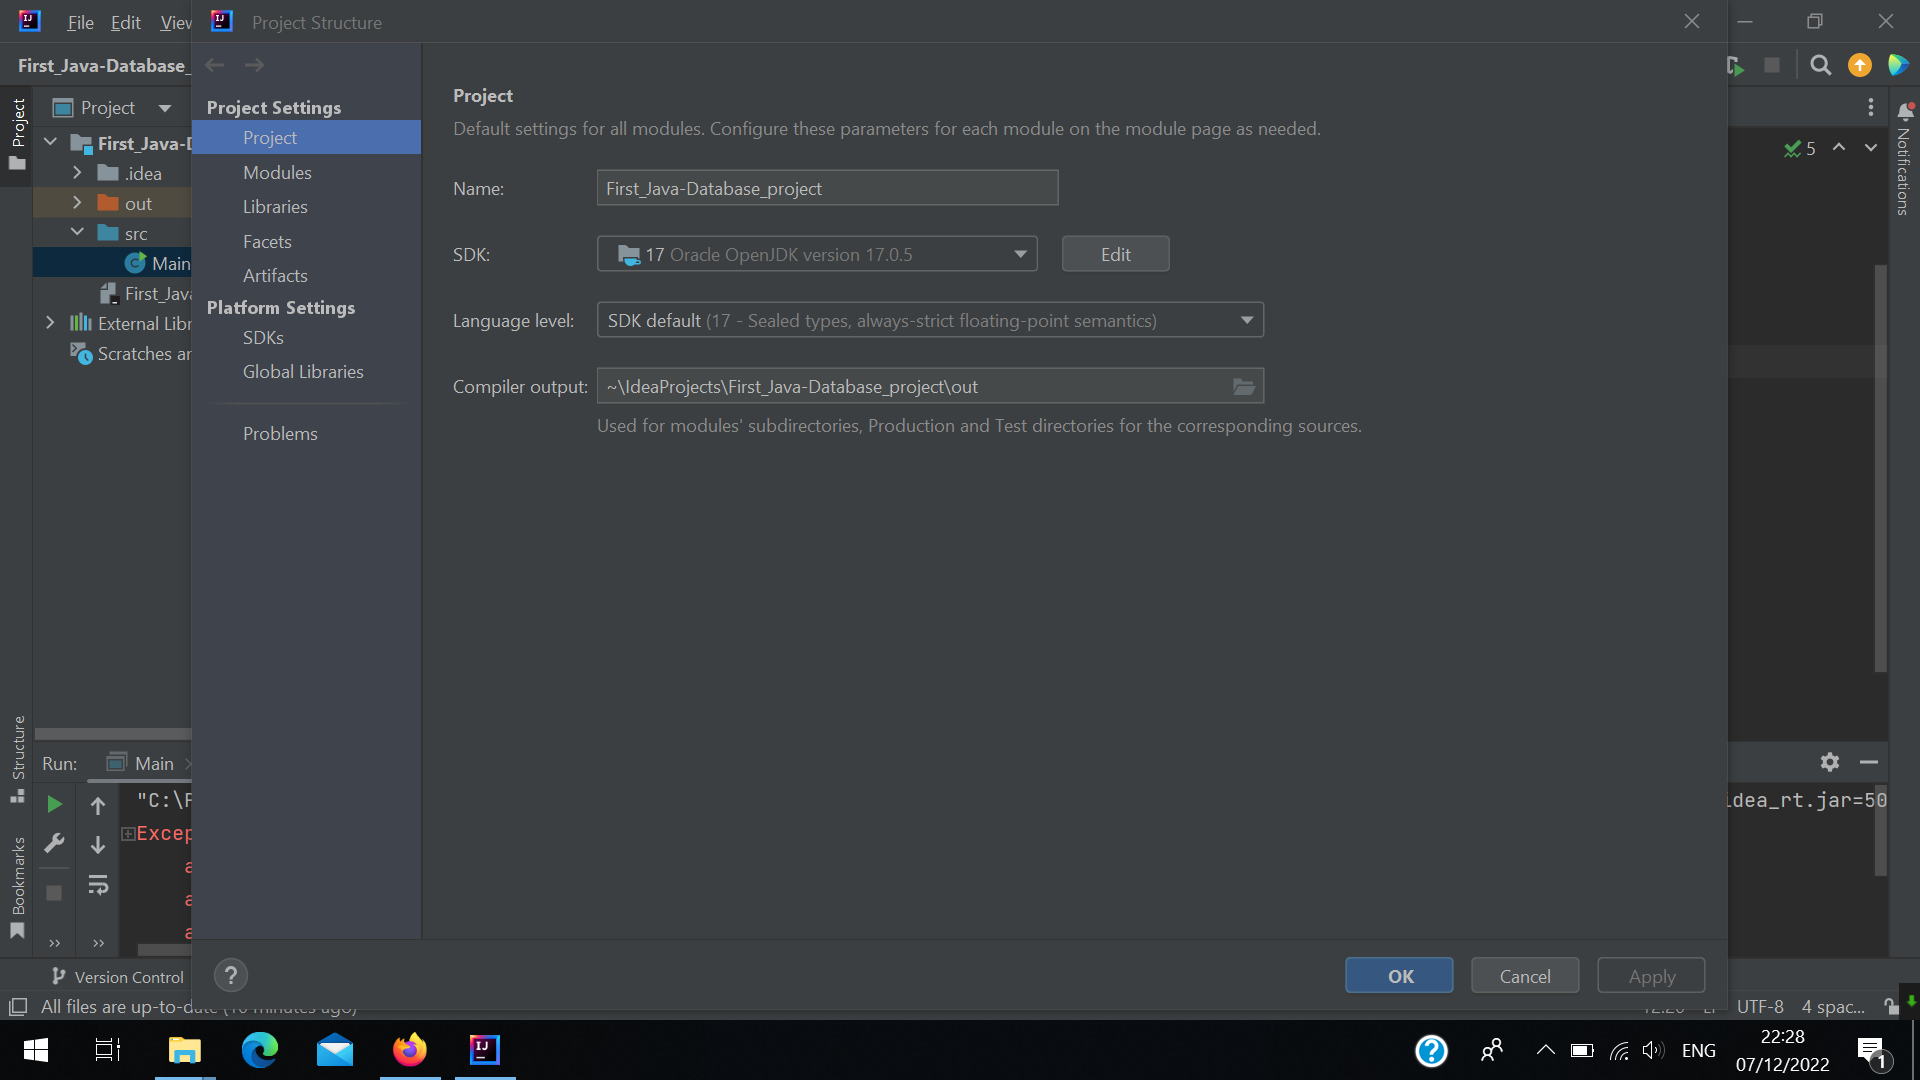 File Edit View
Project Structure
First_Java-Database_
Project
Project
First_Java-D
.idea
out
src
Main
First_Java
External Libr
Scratches an
Structure
Bookmarks
Project Settings
Project
Modules
Libraries
Facets
Artifacts
Platform Settings
SDKs
Global Libraries
Problems
Project
Default settings for all modules. Configure these parameters for each module on the module page as needed.
Name: First_Java-Database_project
SDK: 17 Oracle OpenJDK version 17.0.5 Edit
Language level: SDK default (17 - Sealed types, always-strict floating-point semantics)
Compiler output: ~\IdeaProjects\First_Java-Database_project\out
Used for modules' subdirectories, Production and Test directories for the corresponding sources.
5
Notifications
Run: Main
"C:\P
idea_rt.jar=50
Excep
a
a
a
? OK Cancel Apply
Version Control
All files are up-to-date (10 minutes ago)
UTF-8 4 spac...
ENG
22:28
07/12/2022
1